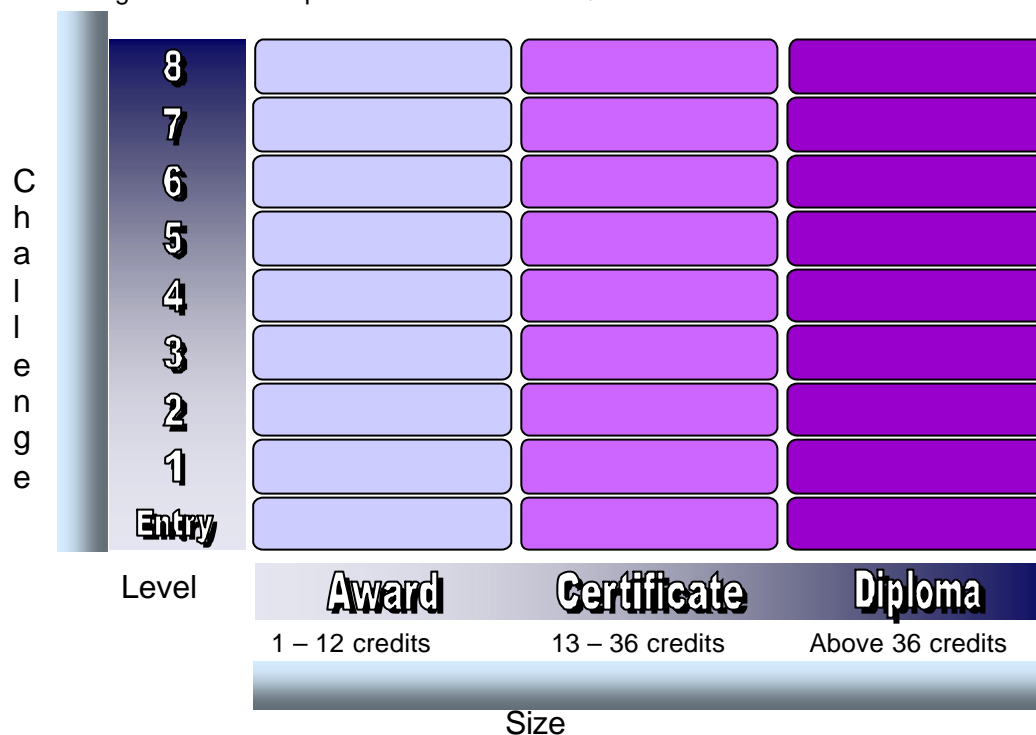 8
7
6
5
4
3
2
1
Entry
Challenge
Level
Award Certificate Diploma
1 – 12 credits 13 – 36 credits Above 36 credits
Size